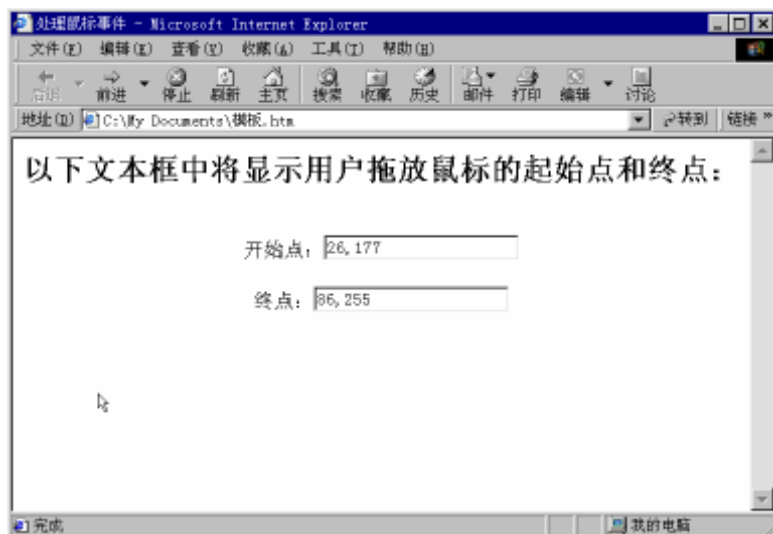 处理鼠标事件 - Microsoft Internet Explorer
文件(F) 编辑(E) 查看(V) 收藏(A) 工具(T) 帮助(H)
后退 前进 停止 刷新 主页 搜索 收藏 历史 邮件 打印 编辑 讨论
地址(D) C:\My Documents\模板.htm 转到 链接 »
以下文本框中将显示用户拖放鼠标的起始点和终点：
开始点：26,177
终点：86,255
完成 我的电脑